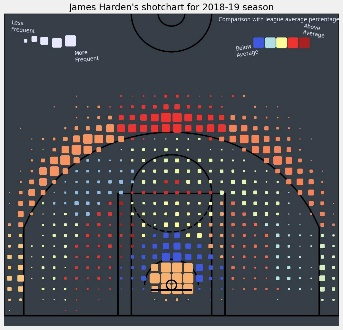 James Harden's shotchart for 2018-19 season
Less
Frequent
More
Frequent
Comparison with league average percentage
Above
Average
Below
Average